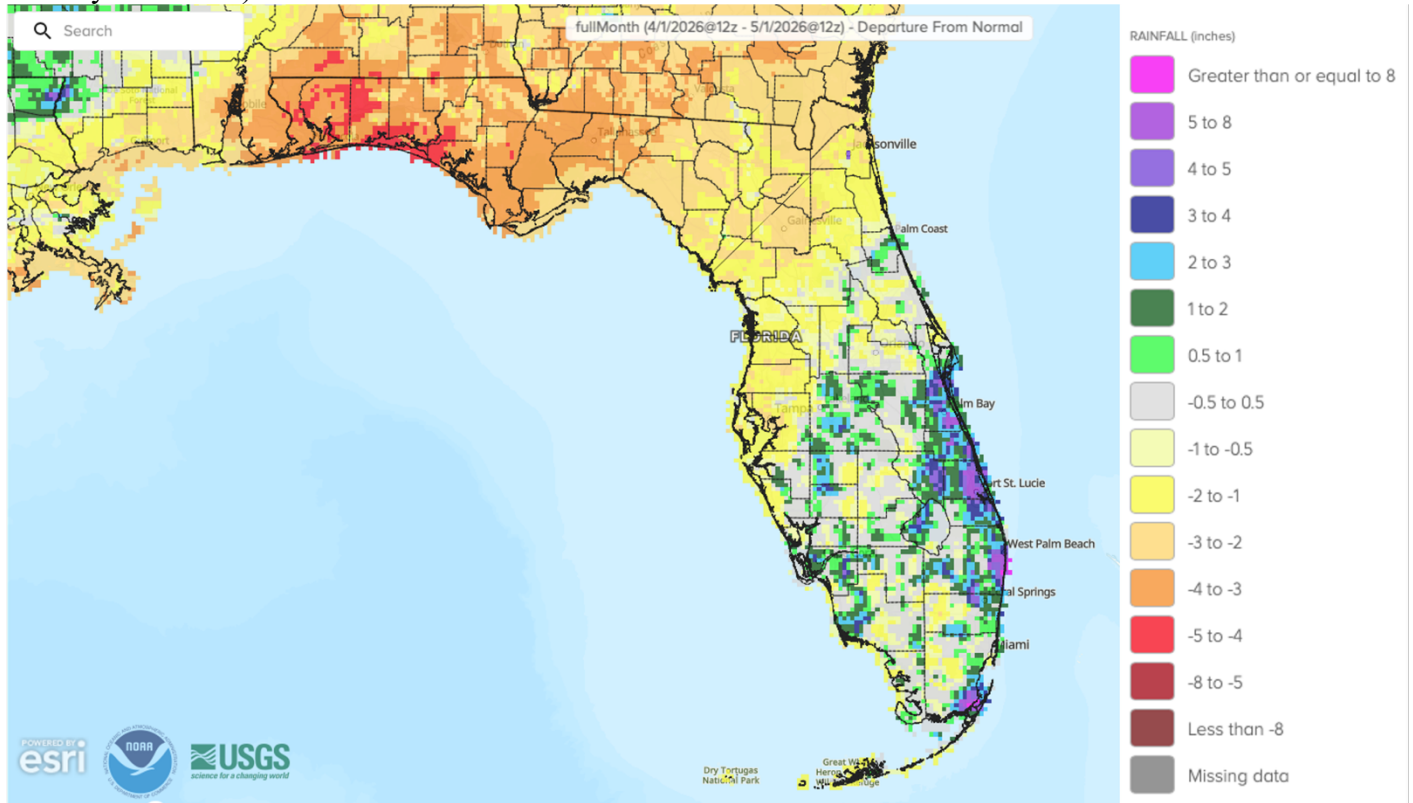 Search
fullMonth (4/1/2026@12z - 5/1/2026@12z) - Departure From Normal
RAINFALL (inches)
Greater than or equal to 8
5 to 8
4 to 5
3 to 4
2 to 3
1 to 2
0.5 to 1
-0.5 to 0.5
-1 to -0.5
-2 to -1
-3 to -2
-4 to -3
-5 to -4
-8 to -5
Less than -8
Missing data
Valdosta
Tallahassee
Jacksonville
Gainesville
Palm Coast
FLORIDA
Orlando
Tampa
Palm Bay
Port St. Lucie
West Palm Beach
Coral Springs
Miami
Dry Tortugas
National Park
POWERED BY
esri
NOAA
USGS
science for a changing world